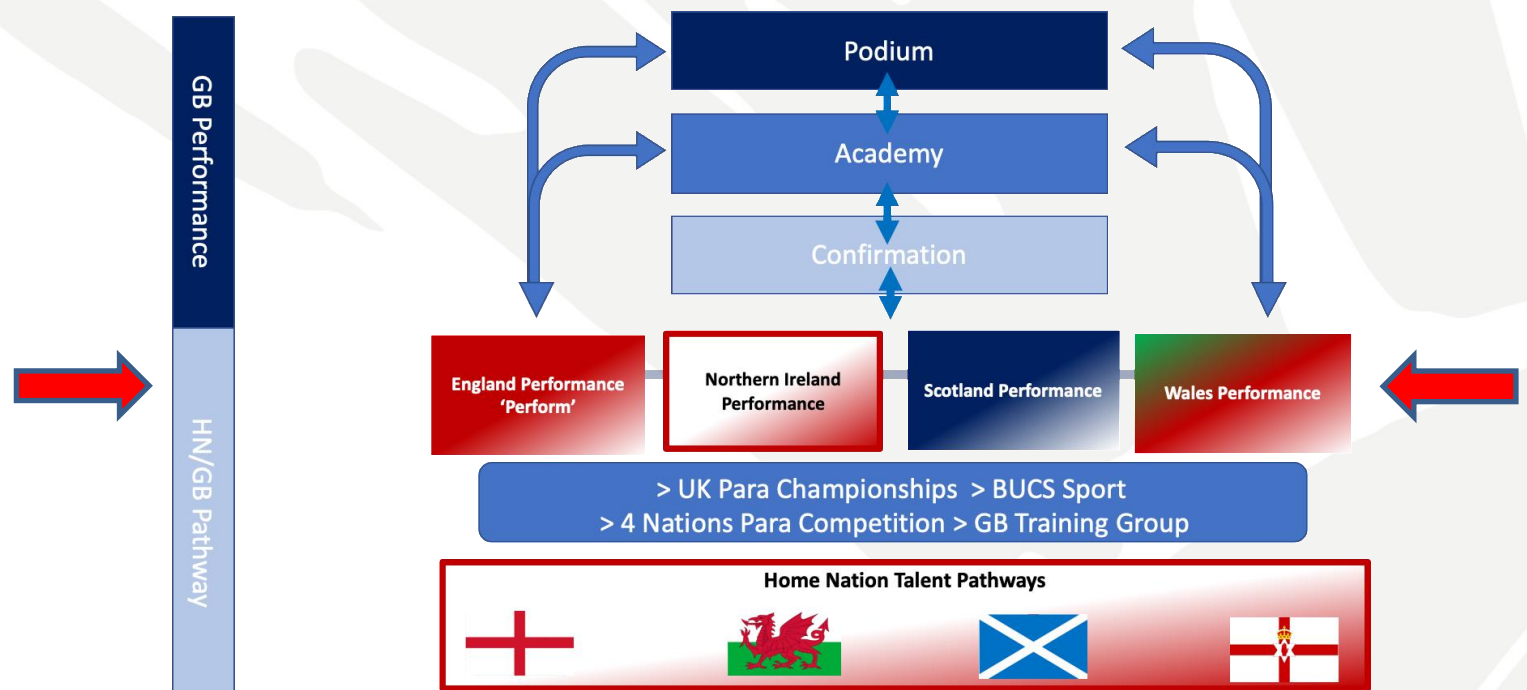 GB Performance
HN/GB Pathway
Podium
Academy
Confirmation
England Performance
‘Perform’
Northern Ireland
Performance
Scotland Performance
Wales Performance
> UK Para Championships > BUCS Sport
> 4 Nations Para Competition > GB Training Group
Home Nation Talent Pathways